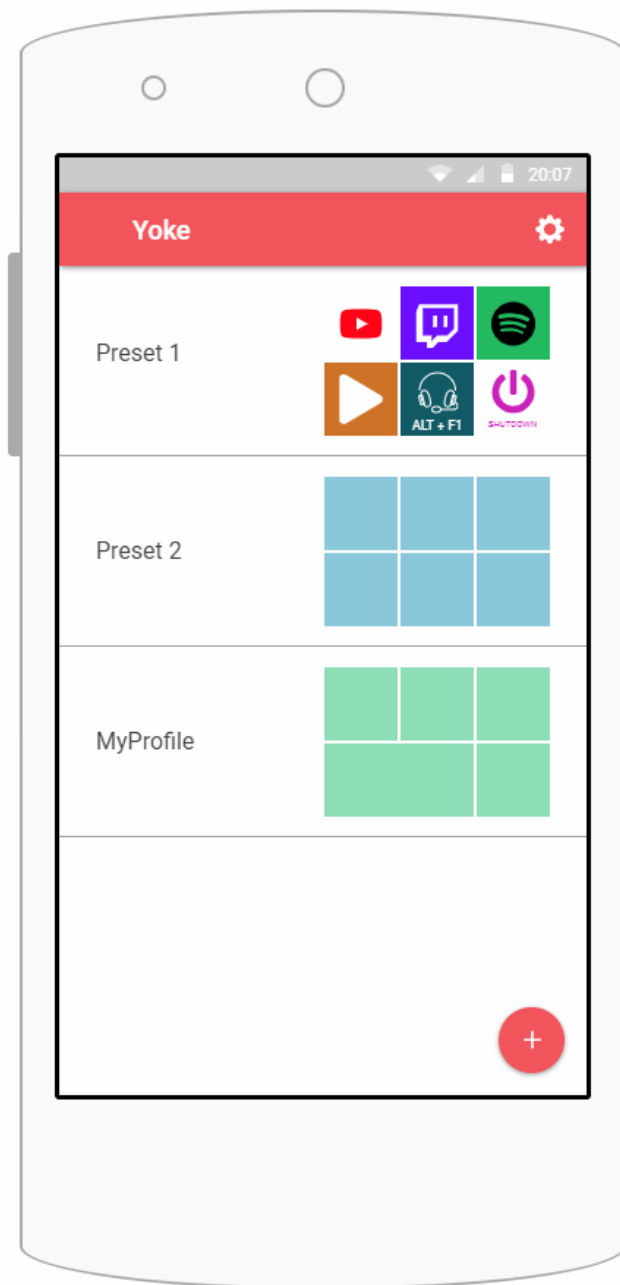 20:07
Yoke
Preset 1
ALT + F1
SHUTDOWN
Preset 2
MyProfile
+